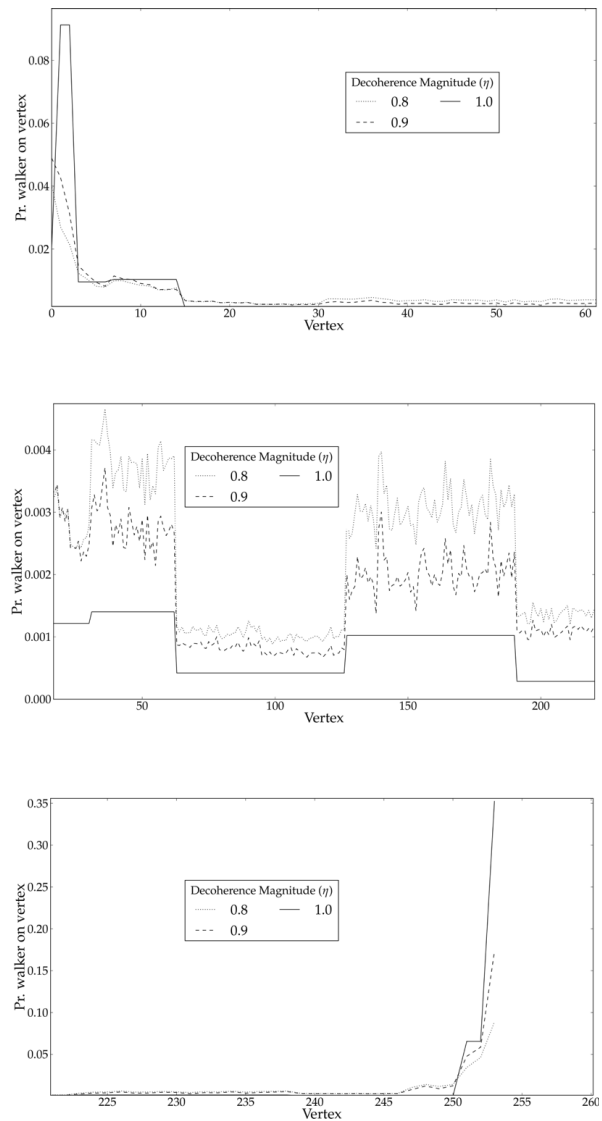 Pr. walker on vertex
0.08
0.06
0.04
0.02
Decoherence Magnitude (η)
0.8 1.0
0.9
0 10 20 30 40 50 60
Vertex
Pr. walker on vertex
0.004
0.003
0.002
0.001
0.000
Decoherence Magnitude (η)
0.8 1.0
0.9
50 100 150 200
Vertex
Pr. walker on vertex
0.35
0.30
0.25
0.20
0.15
0.10
0.05
Decoherence Magnitude (η)
0.8 1.0
0.9
225 230 235 240 245 250 255 260
Vertex